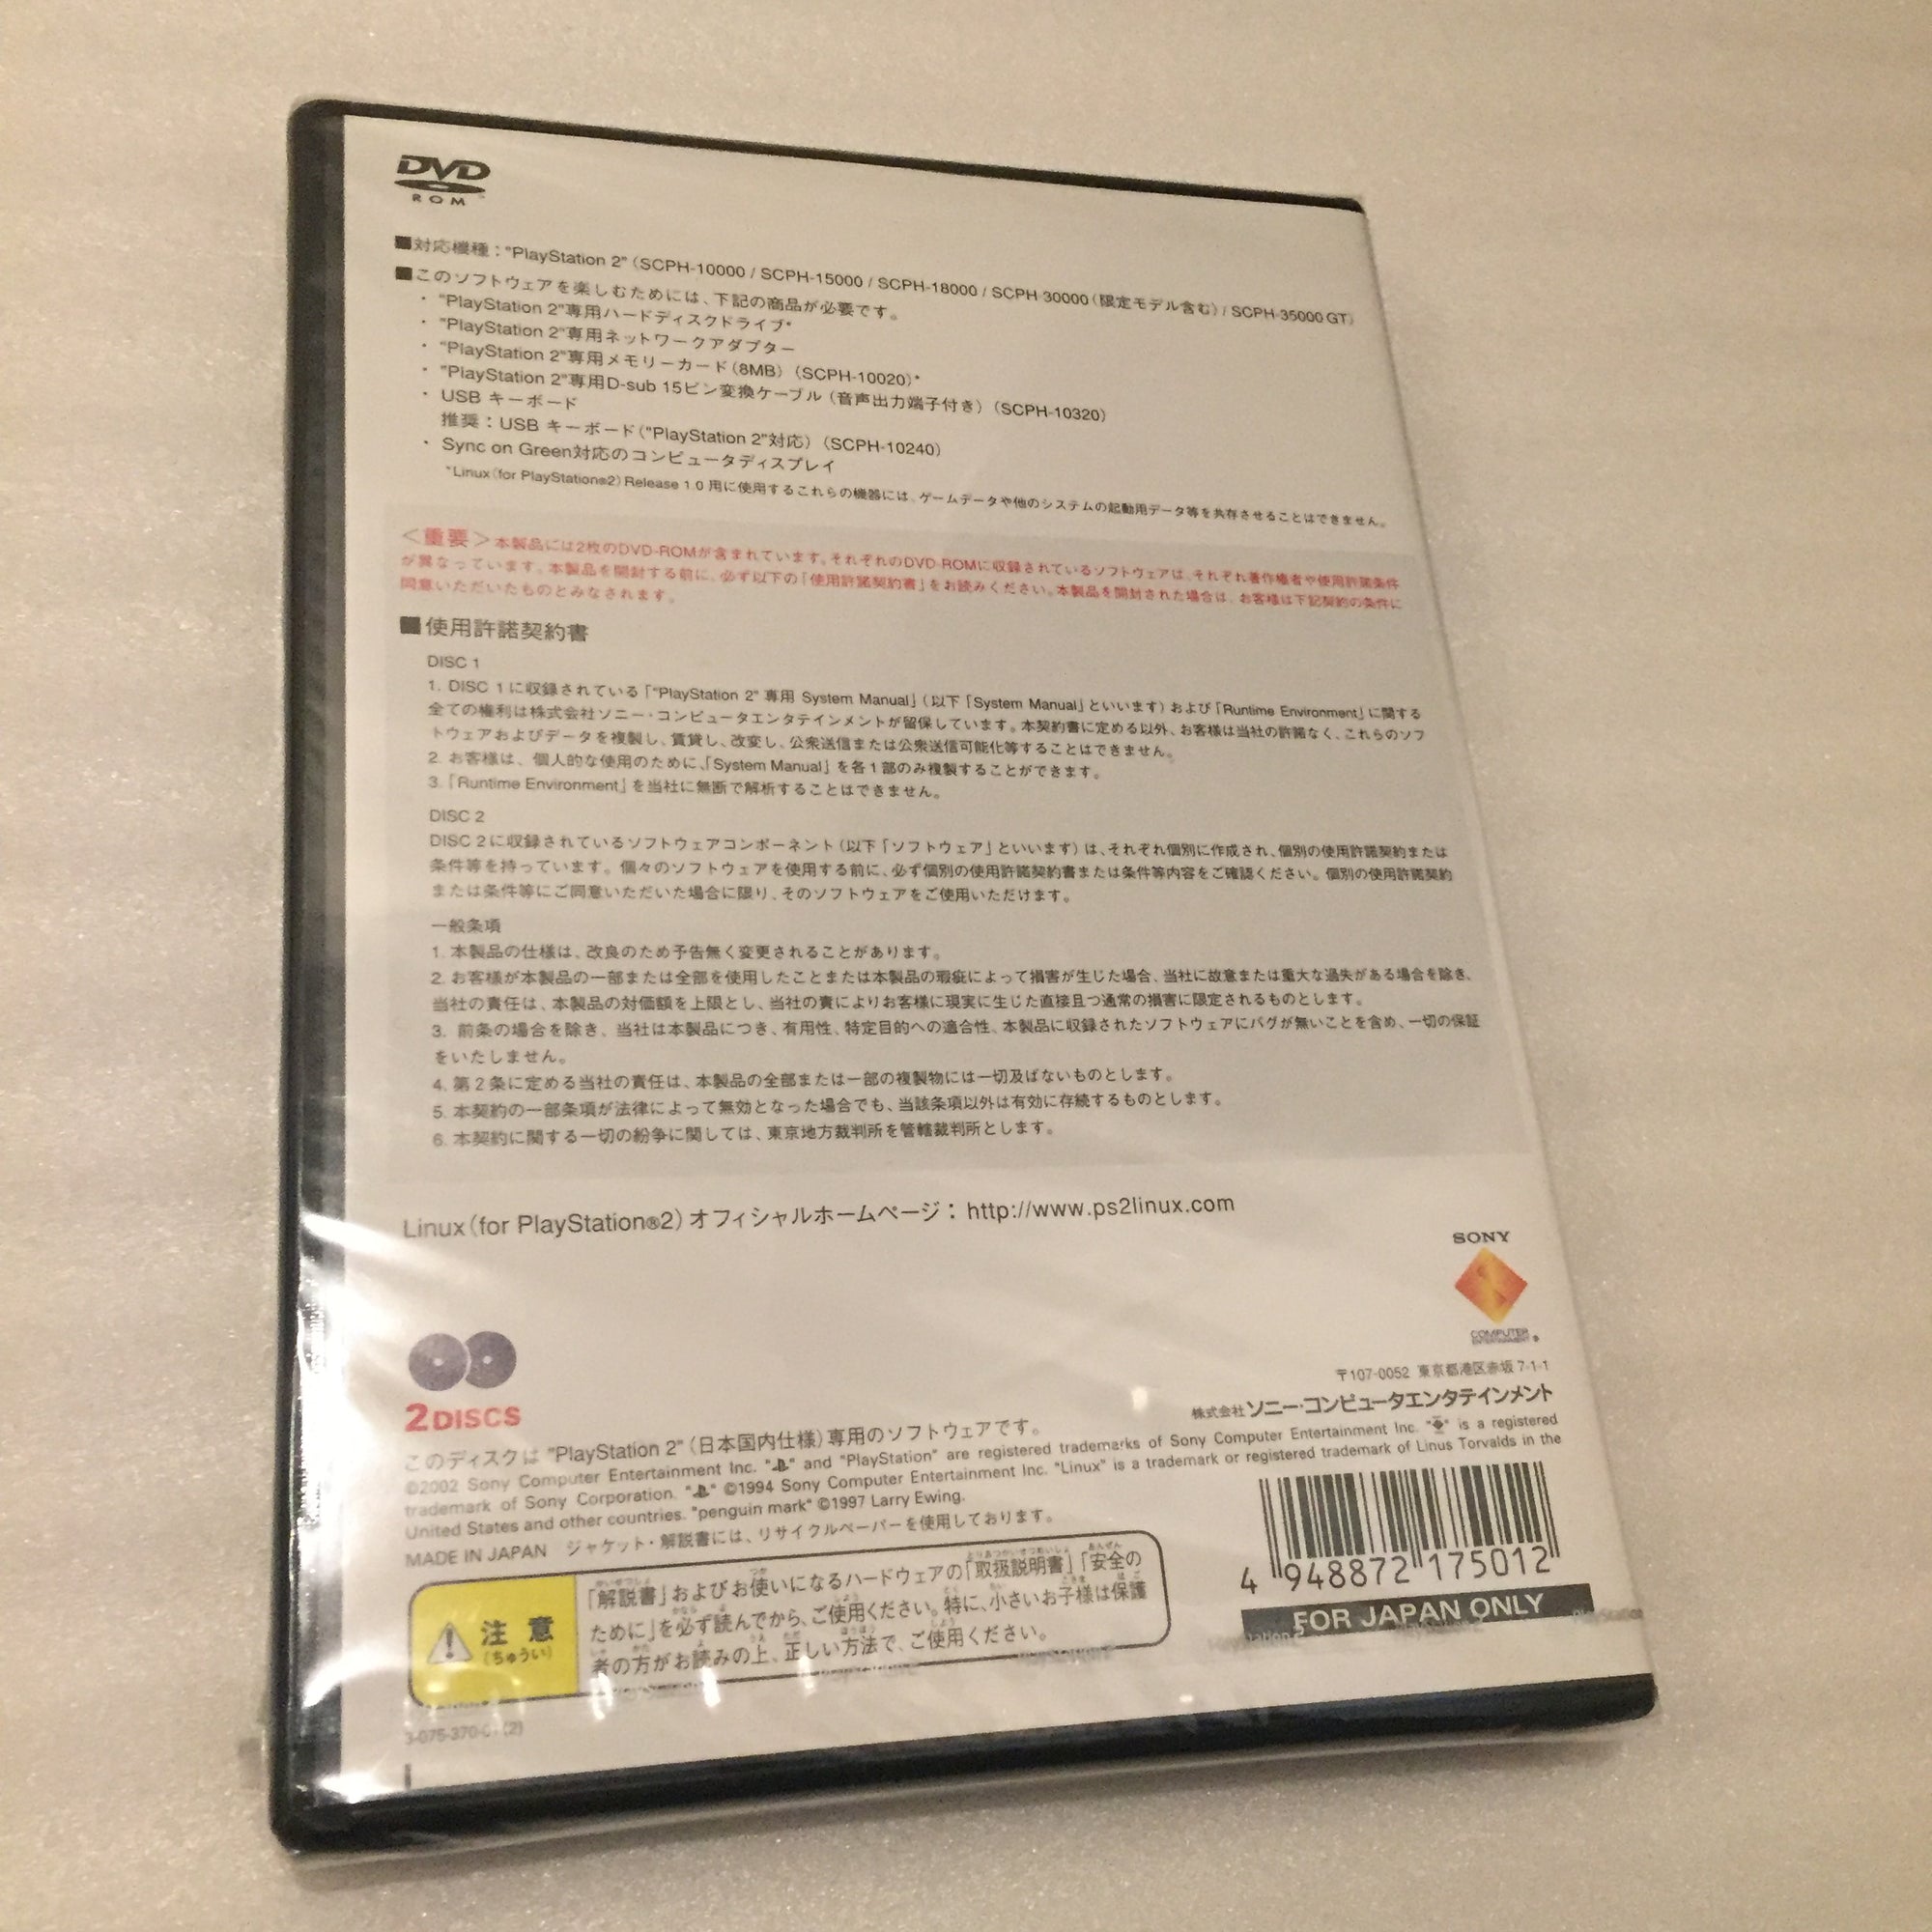 DVD
ROM
■対応機種："PlayStation 2"（SCPH-10000 / SCPH-15000 / SCPH-18000 / SCPH-30000（限定モデル含む）/ SCPH-35000 GT）
■このソフトウェアを楽しむためには、下記の商品が必要です。
・"PlayStation 2"専用ハードディスクドライブ*
・"PlayStation 2"専用ネットワークアダプター
・"PlayStation 2"専用メモリーカード（8MB）（SCPH-10020）*
・"PlayStation 2"専用D-sub 15ピン変換ケーブル（音声出力端子付き）（SCPH-10320）
・USB キーボード
推奨：USB キーボード（"PlayStation 2"対応）（SCPH-10240）
・Sync on Green対応のコンピュータディスプレイ
*Linux（for PlayStation®2）Release 1.0 用に使用するこれらの機器には、ゲームデータや他のシステムの起動用データ等を共存させることはできません。
＜重要＞本製品には2枚のDVD-ROMが含まれています。それぞれのDVD-ROMに収録されているソフトウェアは、それぞれ著作権者や使用許諾条件
が異なっています。本製品を開封する前に、必ず以下の「使用許諾契約書」をお読みください。本製品を開封された場合は、お客様は下記契約の条件に
同意いただいたものとみなされます。
■使用許諾契約書
DISC 1
1. DISC 1に収録されている「"PlayStation 2" 専用 System Manual」（以下「System Manual」といいます）および「Runtime Environment」に関する
全ての権利は株式会社ソニー・コンピュータエンタテインメントが留保しています。本契約書に定める以外、お客様は当社の許諾なく、これらのソフ
トウェアおよびデータを複製し、賃貸し、改変し、公衆送信または公衆送信可能化等することはできません。
2. お客様は、個人的な使用のために、「System Manual」を各1部のみ複製することができます。
3.「Runtime Environment」を当社に無断で解析することはできません。
DISC 2
DISC 2に収録されているソフトウェアコンポーネント（以下「ソフトウェア」といいます）は、それぞれ個別に作成され、個別の使用許諾契約または
条件等を持っています。個々のソフトウェアを使用する前に、必ず個別の使用許諾契約書または条件等内容をご確認ください。個別の使用許諾契約
または条件等にご同意いただいた場合に限り、そのソフトウェアをご使用いただけます。
一般条項
1. 本製品の仕様は、改良のため予告無く変更されることがあります。
2. お客様が本製品の一部または全部を使用したことまたは本製品の瑕疵によって損害が生じた場合、当社に故意または重大な過失がある場合を除き、
当社の責任は、本製品の対価額を上限とし、当社の責によりお客様に現実に生じた直接且つ通常の損害に限定されるものとします。
3. 前条の場合を除き、当社は本製品につき、有用性、特定目的への適合性、本製品に収録されたソフトウェアにバグが無いことを含め、一切の保証
をいたしません。
4. 第2条に定める当社の責任は、本製品の全部または一部の複製物には一切及ばないものとします。
5. 本契約の一部条項が法律によって無効となった場合でも、当該条項以外は有効に存続するものとします。
6. 本契約に関する一切の紛争に関しては、東京地方裁判所を管轄裁判所とします。
Linux（for PlayStation®2）オフィシャルホームページ：http://www.ps2linux.com
SONY
COMPUTER
ENTERTAINMENT
2DISCS
〒107-0052 東京都港区赤坂 7-1-1
株式会社ソニー・コンピュータエンタテインメント
このディスクは "PlayStation 2"（日本国内仕様）専用のソフトウェアです。
©2002 Sony Computer Entertainment Inc. "" and "PlayStation" are registered trademarks of Sony Computer Entertainment Inc. "" is a registered
trademark of Sony Corporation. "" ©1994 Sony Computer Entertainment Inc. "Linux" is a trademark or registered trademark of Linus Torvalds in the
United States and other countries. "penguin mark" ©1997 Larry Ewing.
MADE IN JAPAN ジャケット・解説書には、リサイクルペーパーを使用しております。
注意
（ちゅうい）
「解説書」およびお使いになるハードウェアの「取扱説明書」「安全の
ために」を必ず読んでから、ご使用ください。特に、小さいお子様は保護
者の方がお読みの上、正しい方法で、ご使用ください。
4 948872 175012
FOR JAPAN ONLY